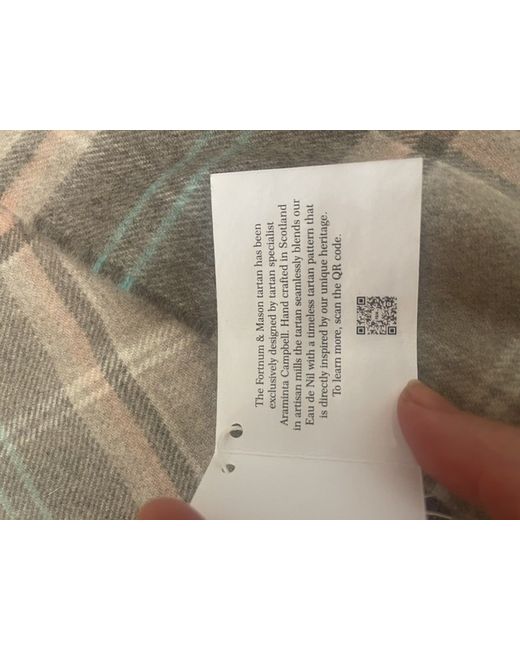 The Fortnum & Mason tartan has been
exclusively designed by tartan specialist
Araminta Campbell. Hand crafted in Scotland
in artisan mills the tartan seamlessly blends our
Eau de Nil with a timeless tartan pattern that
is directly inspired by our unique heritage.
To learn more, scan the QR code.